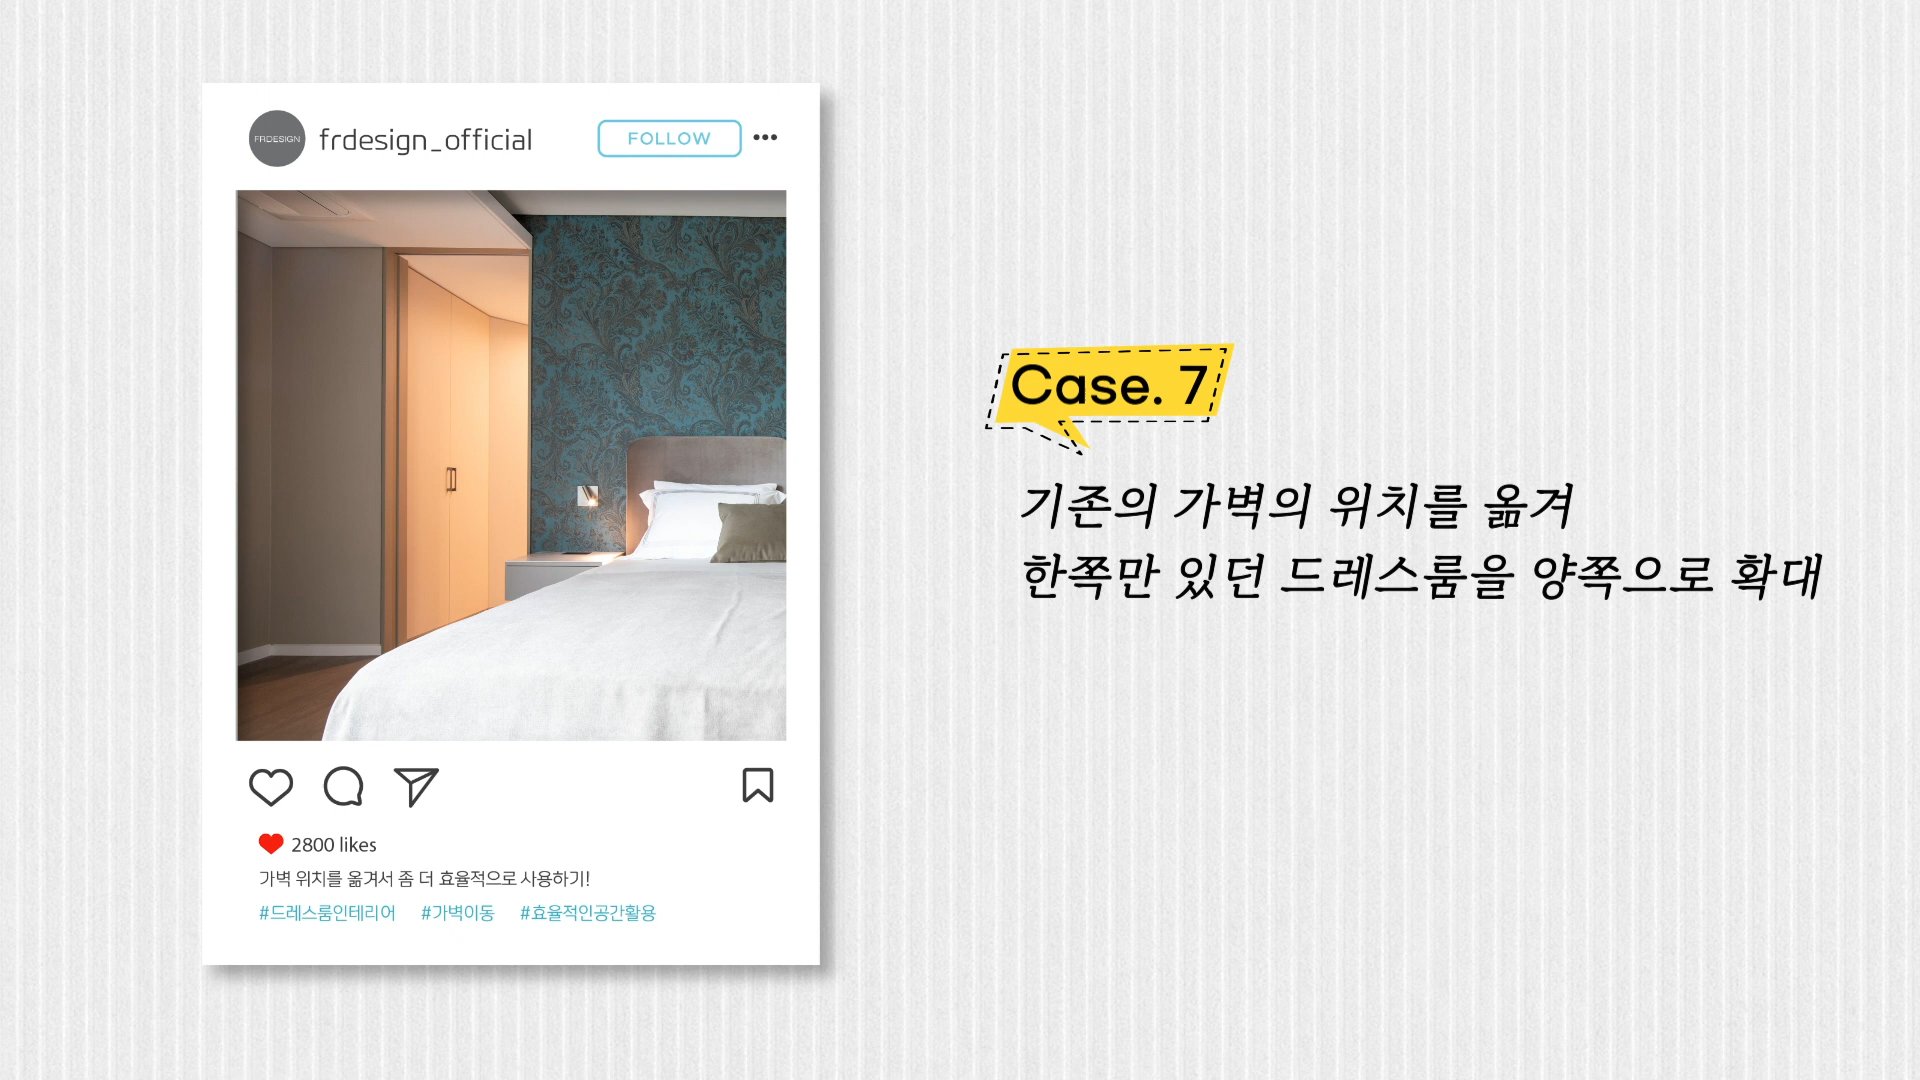 FRDESIGN
frdesign_official
FOLLOW
2800 likes
가벽 위치를 옮겨서 좀 더 효율적으로 사용하기!
#드레스룸인테리어 #가벽이동 #효율적인공간활용
Case. 7
기존의 가벽의 위치를 옮겨
한쪽만 있던 드레스룸을 양쪽으로 확대